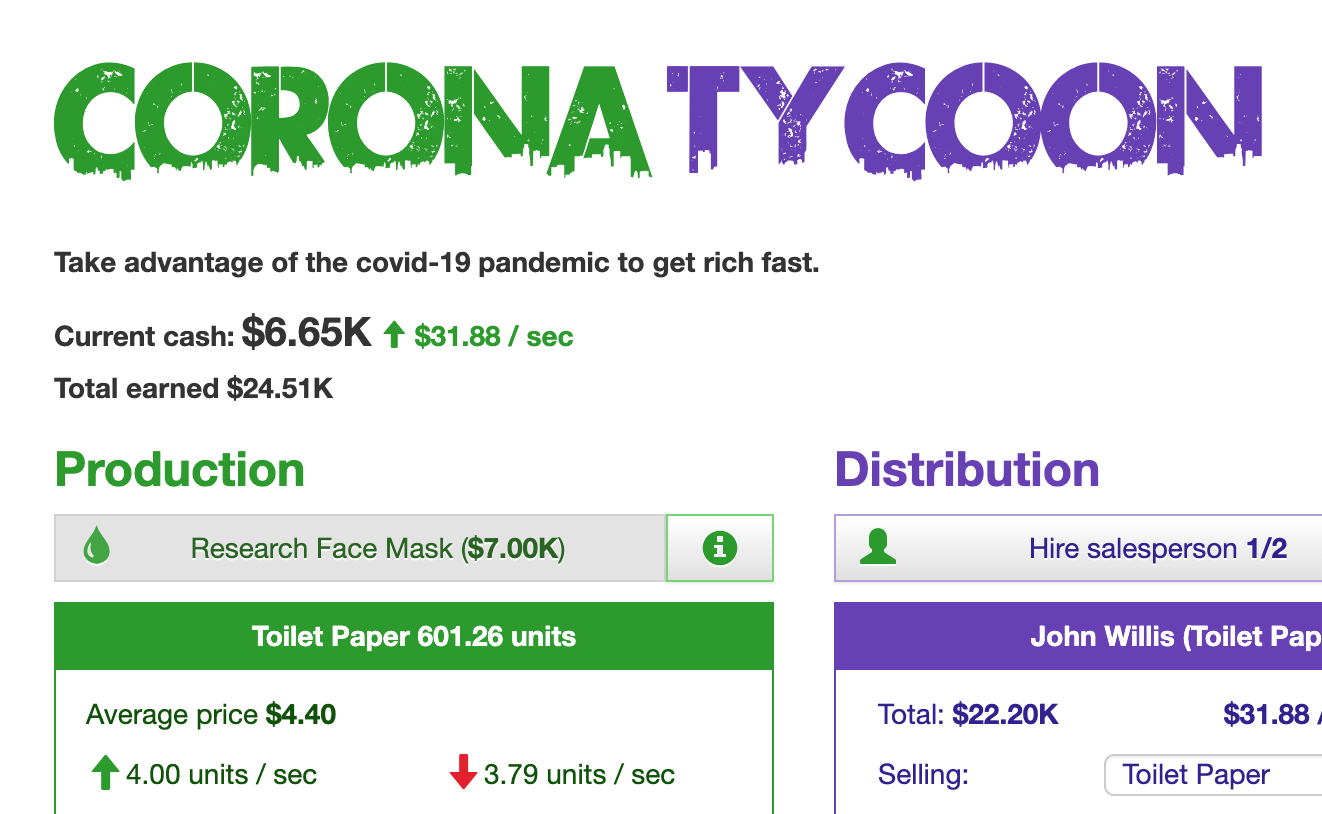 CORONA TYCOON
Take advantage of the covid-19 pandemic to get rich fast.
Current cash: $6.65K $31.88 / sec
Total earned $24.51K
Production
Research Face Mask ($7.00K)
Toilet Paper 601.26 units
Average price $4.40
4.00 units / sec 3.79 units / sec
Distribution
Hire salesperson 1/2
John Willis (Toilet Pap
Total: $22.20K $31.88 /
Selling: Toilet Paper